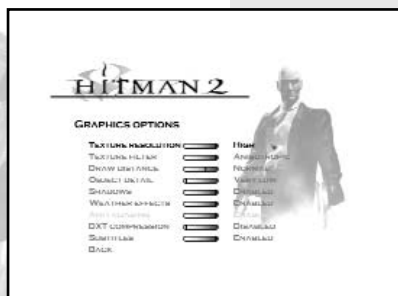 HITMAN 2
GRAPHICS OPTIONS
TEXTURE RESOLUTION HIGH
TEXTURE FILTER ANISOTROPIC
DRAW DISTANCE NORMAL
OBJECT DETAIL VERY LOW
SHADOWS DISABLED
WEATHER EFFECTS ENABLED
DXT COMPRESSION DISABLED
SUBTITLES ENABLED
BACK